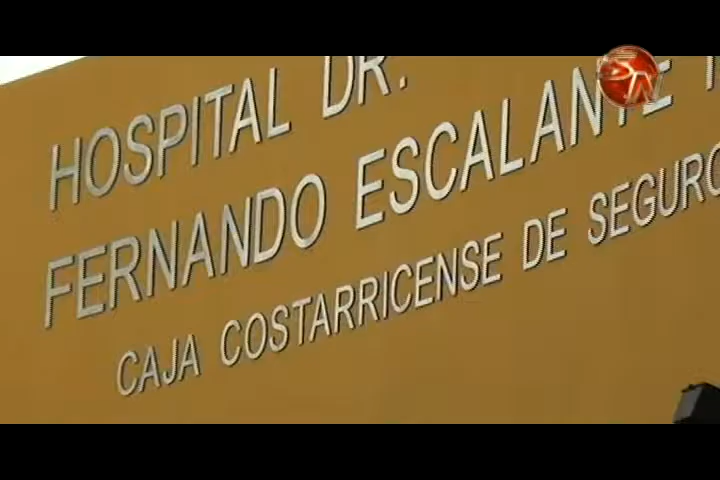 HOSPITAL DR.
FERNANDO ESCALANTE
CAJA COSTARRICENSE DE SEGURO